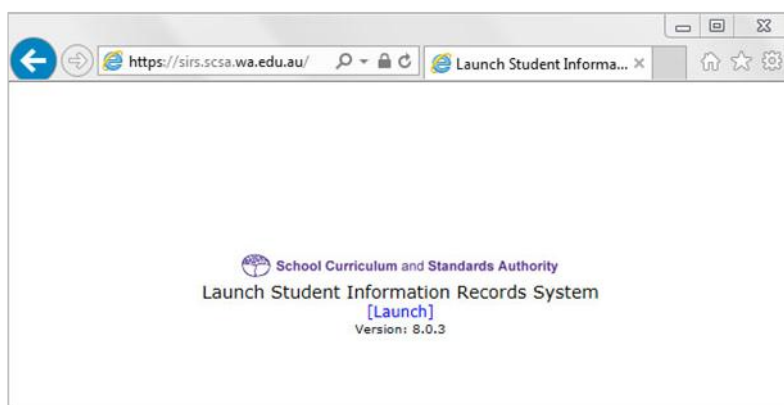 https://sirs.scsa.wa.edu.au/
Launch Student Informa...
School Curriculum and Standards Authority
Launch Student Information Records System
[Launch]
Version: 8.0.3